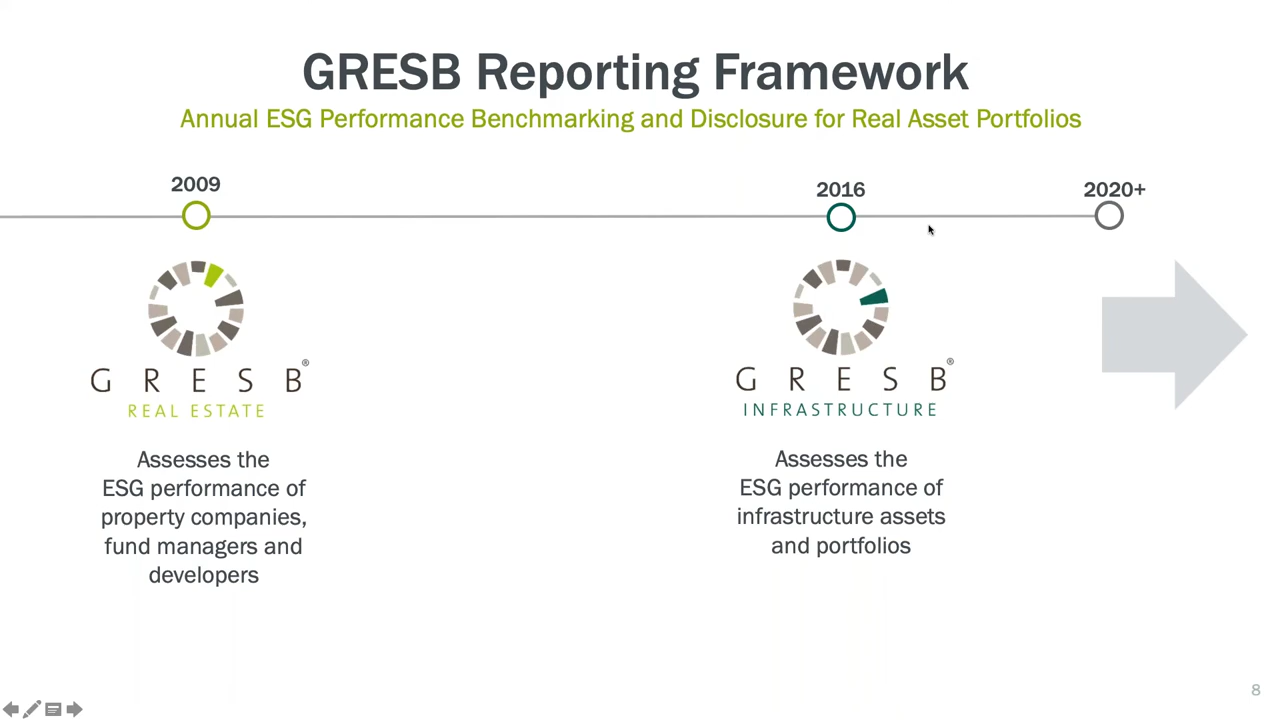 GRESB Reporting Framework
Annual ESG Performance Benchmarking and Disclosure for Real Asset Portfolios
2009
2016
2020+
G R E S B ®
REAL ESTATE
Assesses the
ESG performance of
property companies,
fund managers and
developers
G R E S B ®
INFRASTRUCTURE
Assesses the
ESG performance of
infrastructure assets
and portfolios
8